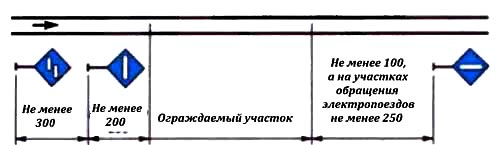 Не менее
300
Не менее
200
Ограждаемый участок
Не менее 100,
а на участках
обращения
электропоездов
не менее 250